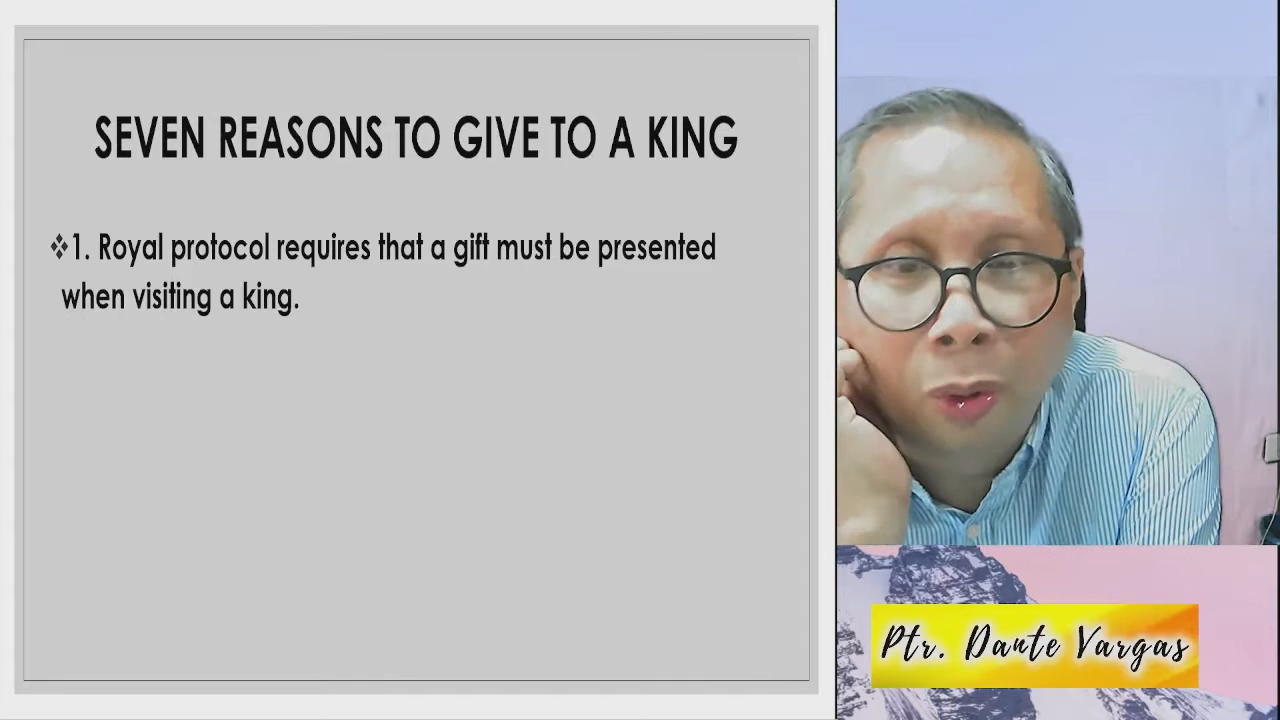 SEVEN REASONS TO GIVE TO A KING
❖1. Royal protocol requires that a gift must be presented
when visiting a king.
Ptr. Dante Vargas